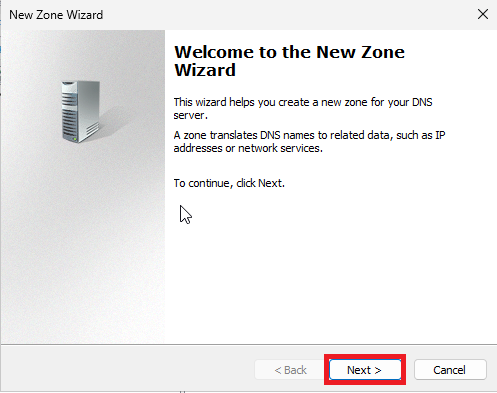 New Zone Wizard
Welcome to the New Zone
Wizard
This wizard helps you create a new zone for your DNS
server.
A zone translates DNS names to related data, such as IP
addresses or network services.
To continue, click Next.
< Back
Next >
Cancel